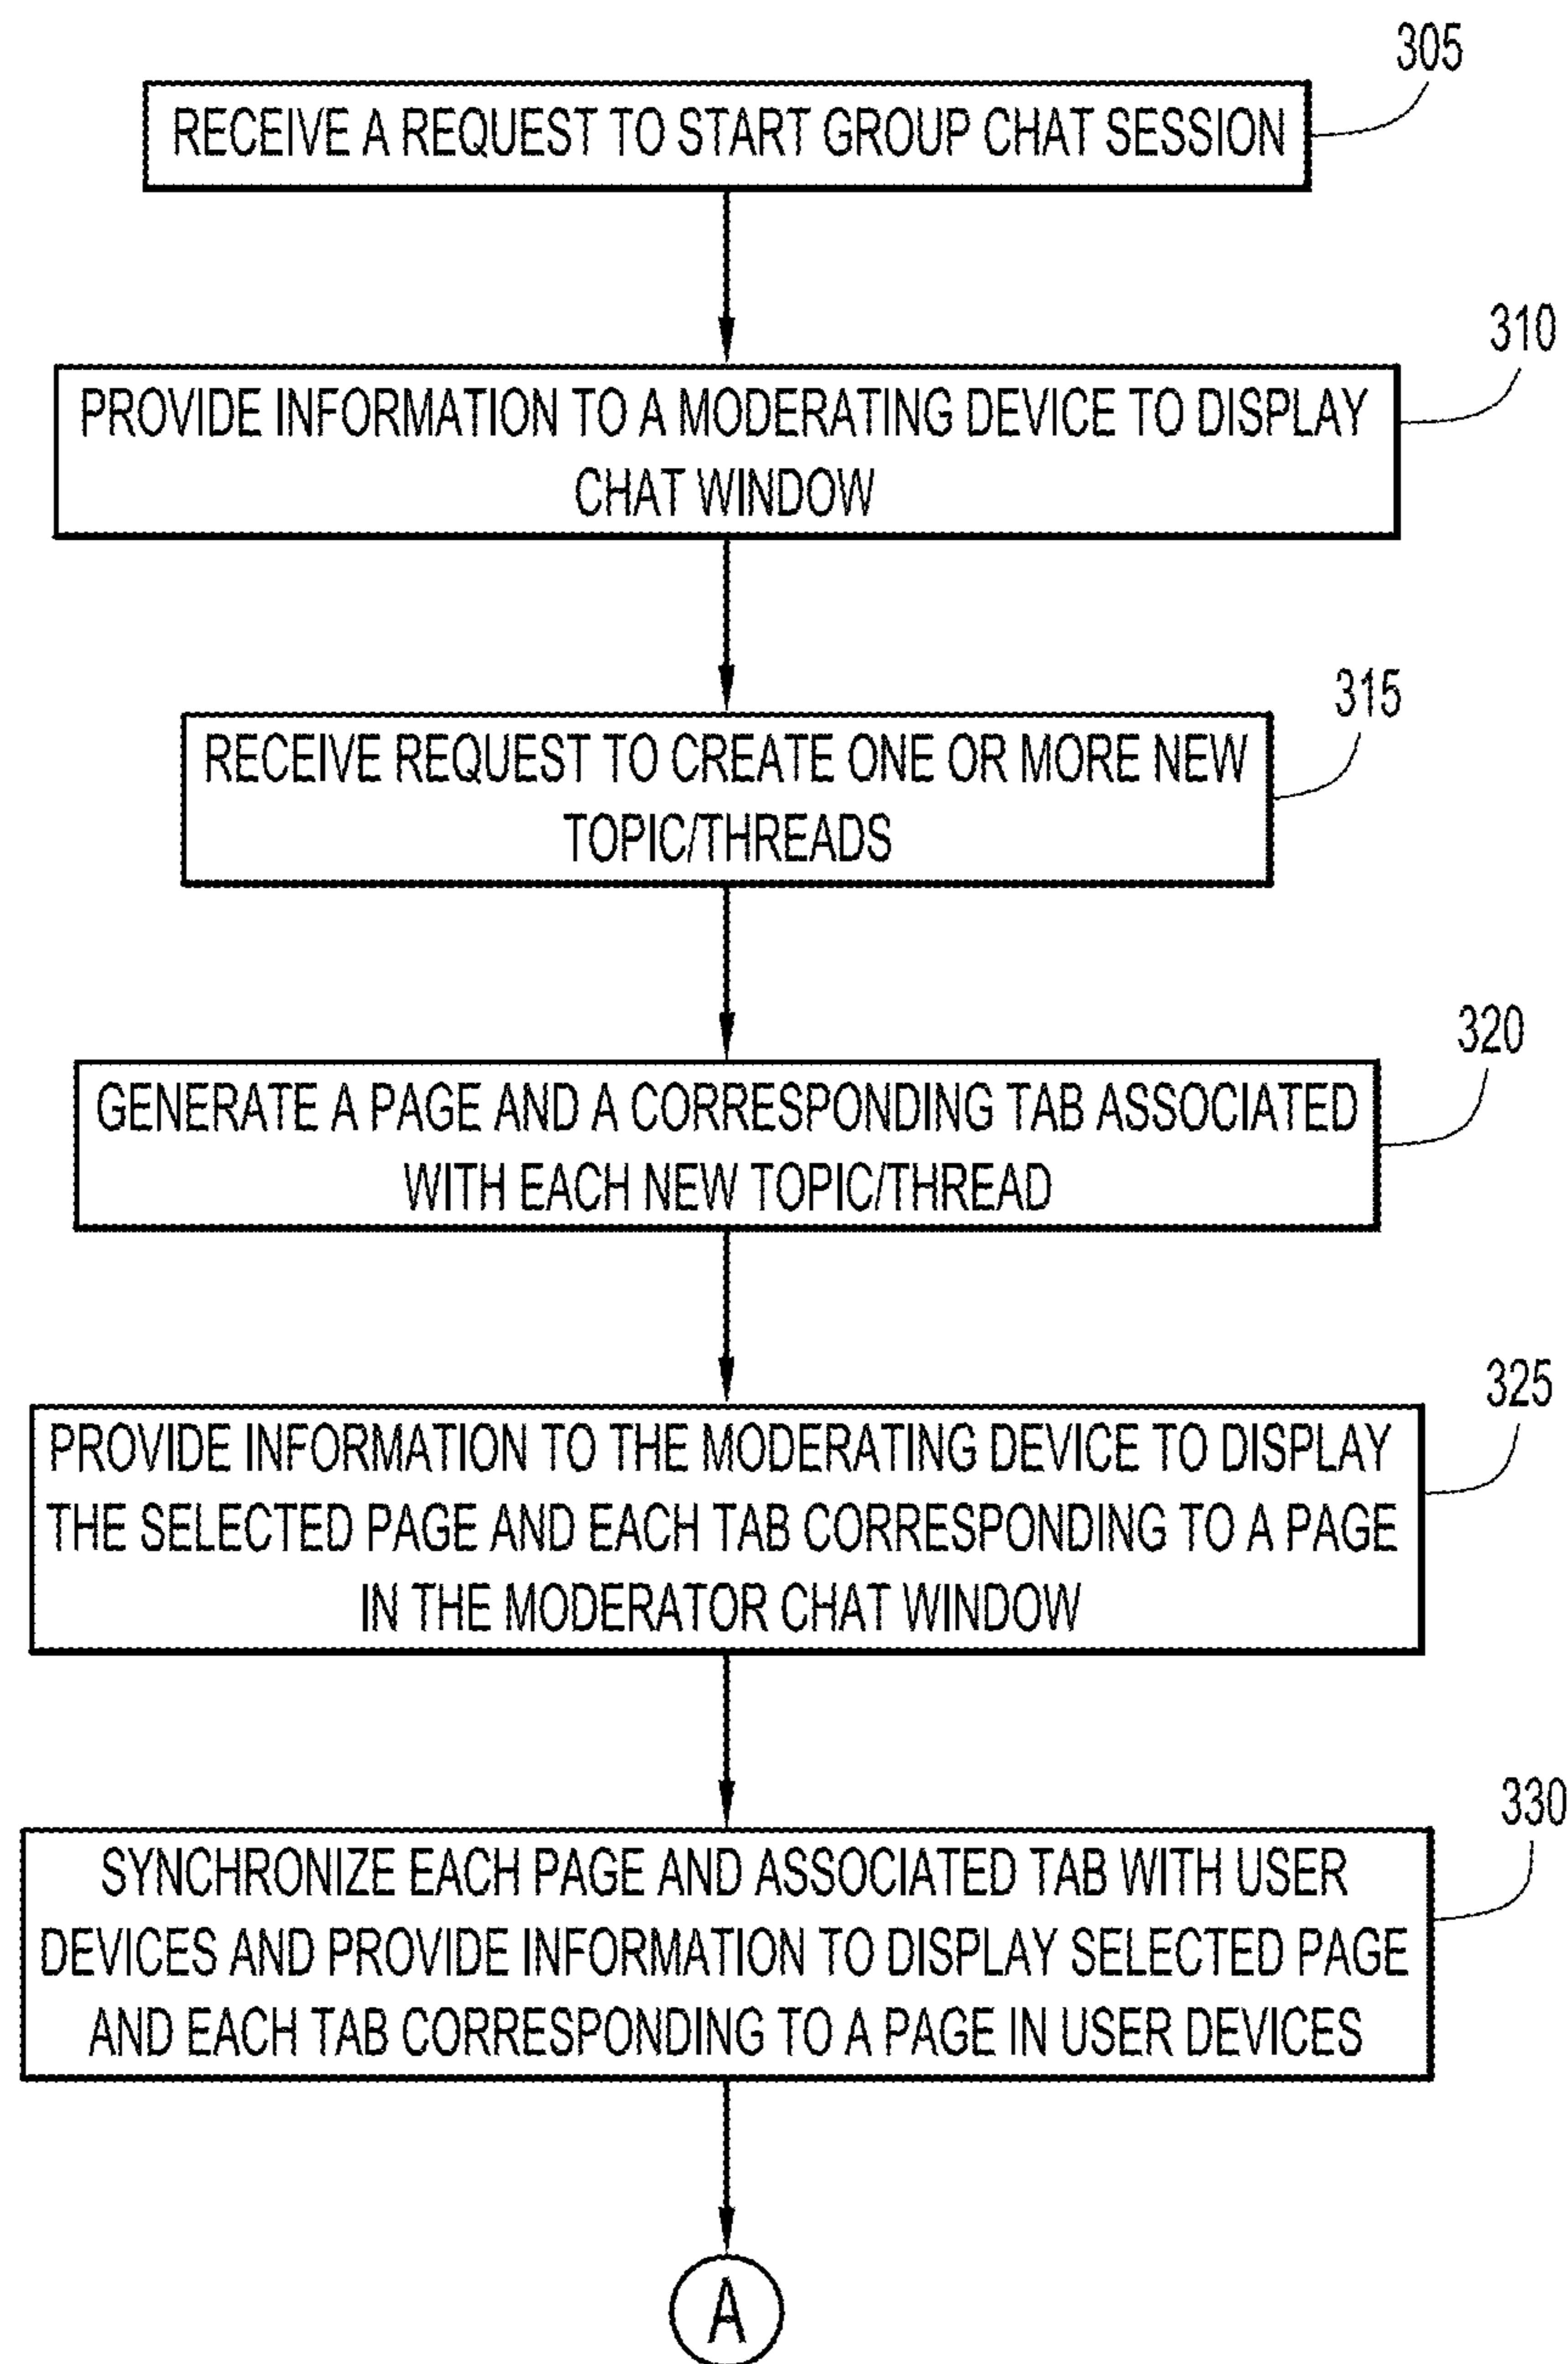 305
RECEIVE A REQUEST TO START GROUP CHAT SESSION
310
PROVIDE INFORMATION TO A MODERATING DEVICE TO DISPLAY
CHAT WINDOW
315
RECEIVE REQUEST TO CREATE ONE OR MORE NEW
TOPIC/THREADS
320
GENERATE A PAGE AND A CORRESPONDING TAB ASSOCIATED
WITH EACH NEW TOPIC/THREAD
325
PROVIDE INFORMATION TO THE MODERATING DEVICE TO DISPLAY
THE SELECTED PAGE AND EACH TAB CORRESPONDING TO A PAGE
IN THE MODERATOR CHAT WINDOW
330
SYNCHRONIZE EACH PAGE AND ASSOCIATED TAB WITH USER
DEVICES AND PROVIDE INFORMATION TO DISPLAY SELECTED PAGE
AND EACH TAB CORRESPONDING TO A PAGE IN USER DEVICES
A